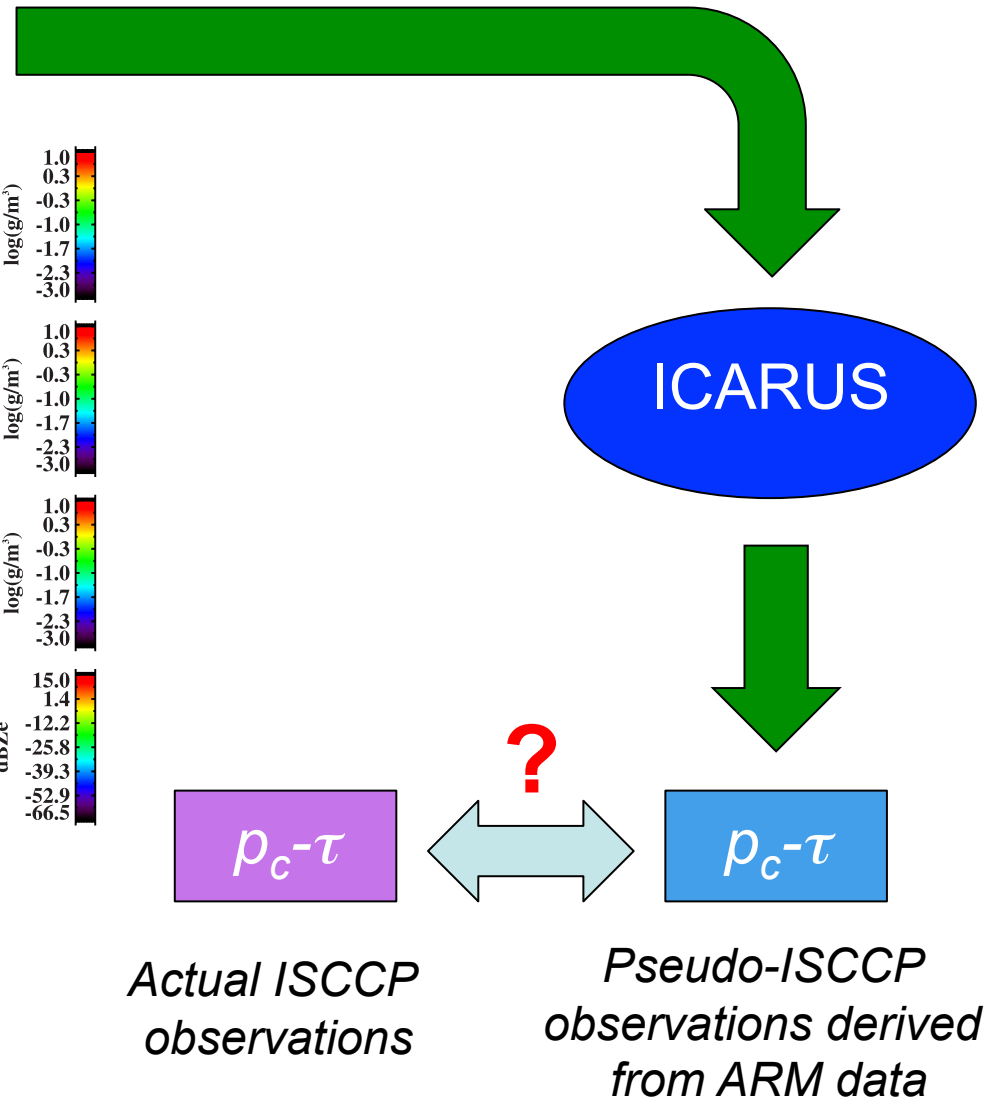 1.0
0.3
-0.3
-1.0
-1.7
-2.3
-3.0
log(g/m³)
1.0
0.3
-0.3
-1.0
-1.7
-2.3
-3.0
log(g/m³)
1.0
0.3
-0.3
-1.0
-1.7
-2.3
-3.0
log(g/m³)
15.0
1.4
-12.2
-25.8
-39.3
-52.9
-66.5
dBZe
ICARUS
?
p_c-τ
p_c-τ
Actual ISCCP
observations
Pseudo-ISCCP
observations derived
from ARM data